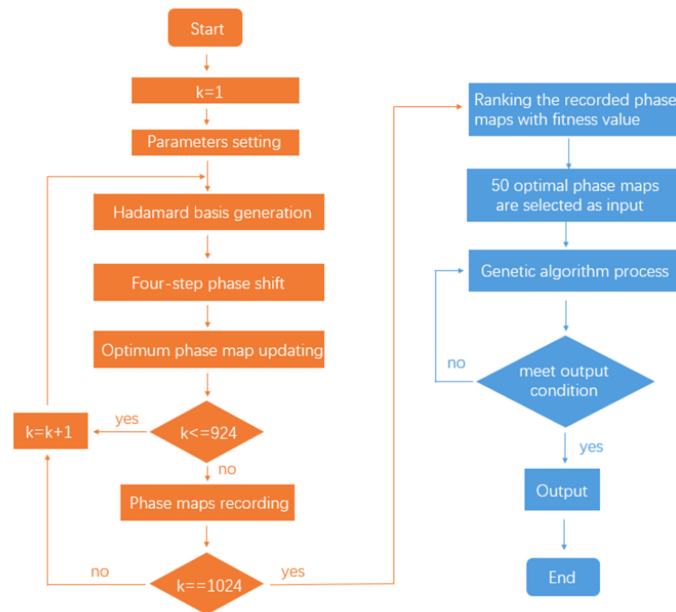 Start
k=1
Parameters setting
Hadamard basis generation
Four-step phase shift
Optimum phase map updating
k<=924
yes
k=k+1
no
Phase maps recording
k==1024
no
yes
Ranking the recorded phase
maps with fitness value
50 optimal phase maps
are selected as input
Genetic algorithm process
meet output
condition
no
yes
Output
End